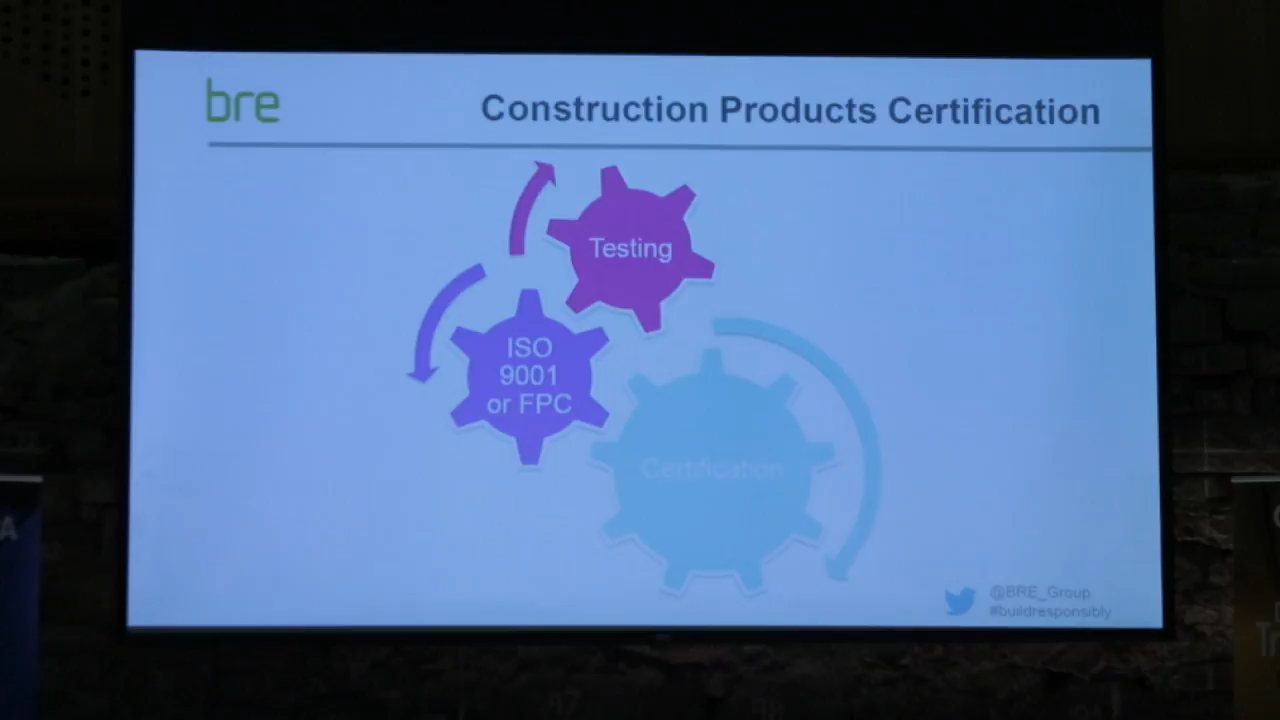 bre
Construction Products Certification
Testing
ISO
9001
or FPC
Certification
@BRE_Group
#buildresponsibly
A